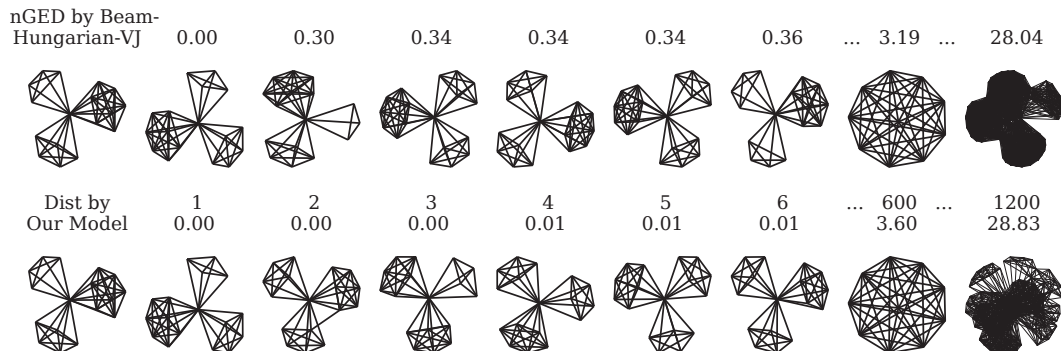 nGED by Beam-
Hungarian-VJ 0.00 0.30 0.34 0.34 0.34 0.36 ... 3.19 ... 28.04
Dist by 1 2 3 4 5 6 ... 600 ... 1200
Our Model 0.00 0.00 0.00 0.01 0.01 0.01 3.60 28.83